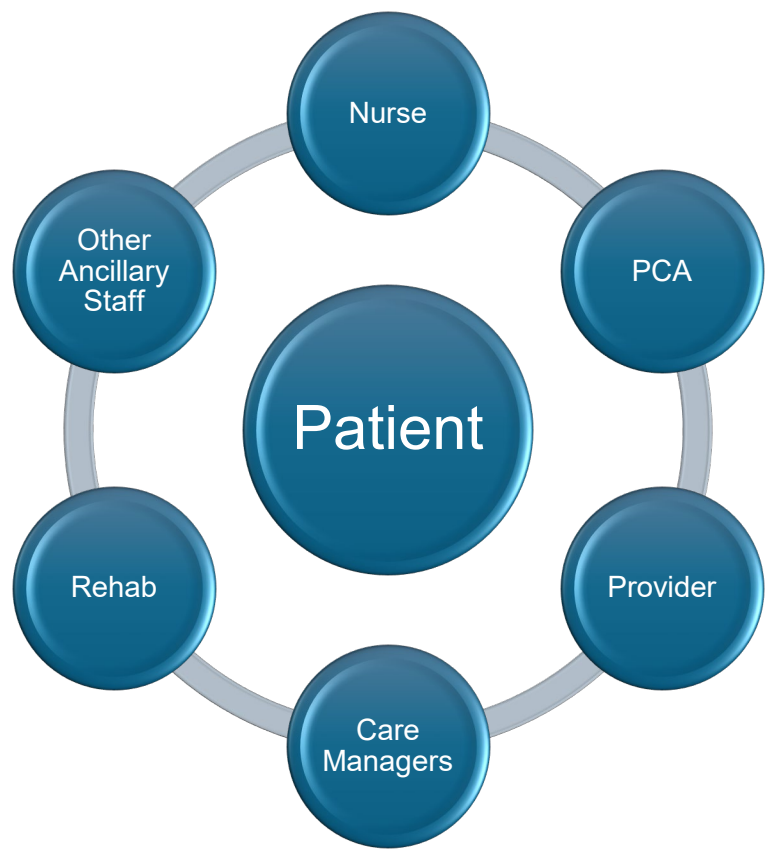 Nurse
PCA
Provider
Care
Managers
Rehab
Other
Ancillary
Staff
Patient